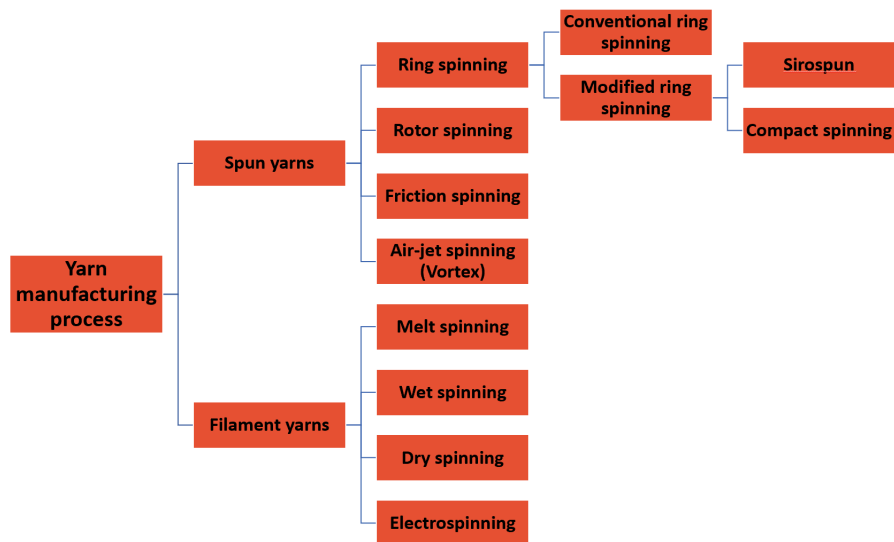 Yarn
manufacturing
process
Spun yarns
Ring spinning
Conventional ring
spinning
Modified ring
spinning
Sirospun
Compact spinning
Rotor spinning
Friction spinning
Air-jet spinning
(Vortex)
Filament yarns
Melt spinning
Wet spinning
Dry spinning
Electrospinning